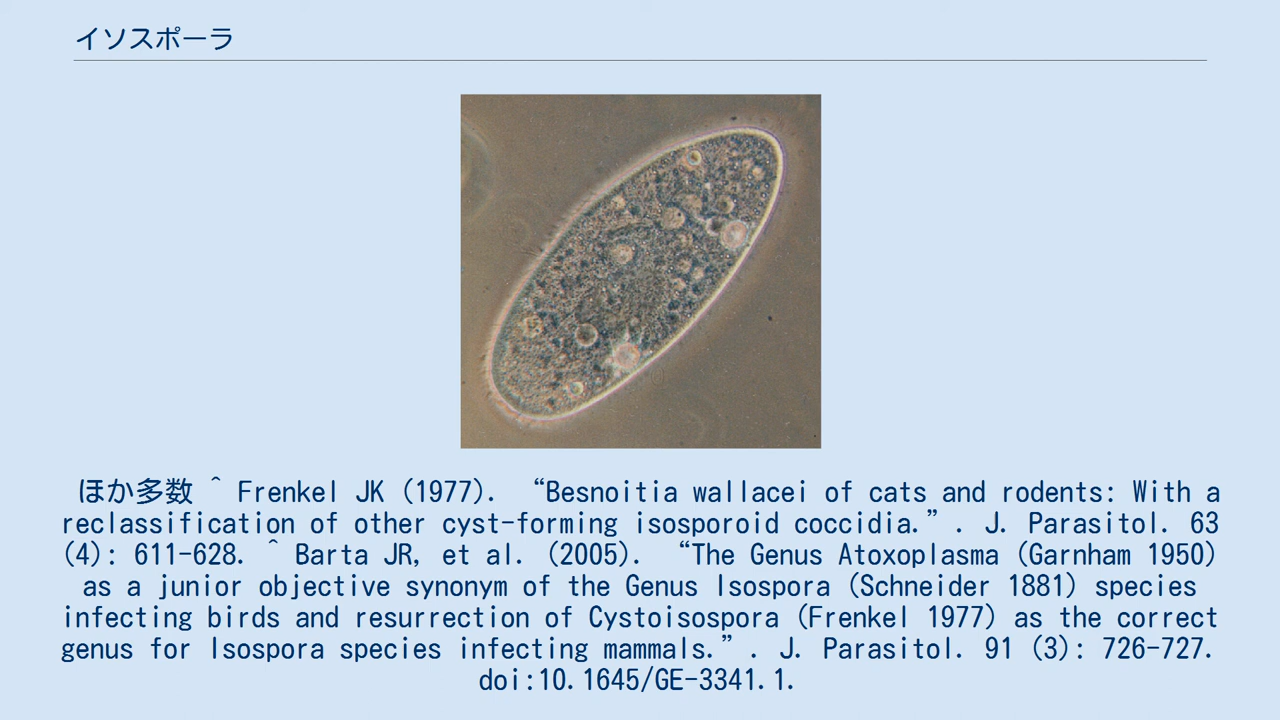 イソスポーラ
ほか多数 ^ Frenkel JK (1977). “Besnoitia wallacei of cats and rodents: With a
reclassification of other cyst-forming isosporoid coccidia.”. J. Parasitol. 63
(4): 611-628. ^ Barta JR, et al. (2005). “The Genus Atoxoplasma (Garnham 1950)
as a junior objective synonym of the Genus Isospora (Schneider 1881) species
infecting birds and resurrection of Cystoisospora (Frenkel 1977) as the correct
genus for Isospora species infecting mammals.”. J. Parasitol. 91 (3): 726-727.
doi:10.1645/GE-3341.1.